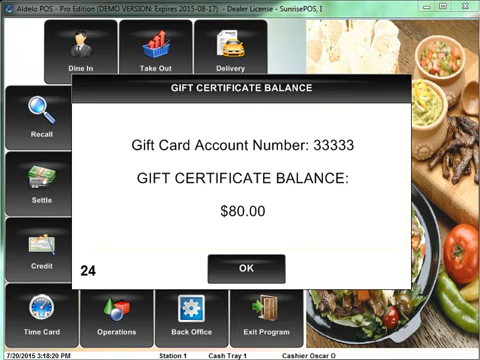 Aldelo POS - Pro Edition (DEMO VERSION: Expires 2015-08-17) - Dealer License - SunrisePOS, I
Dine In
Take Out
Delivery
GIFT CERTIFICATE BALANCE
Recall
Gift Card Account Number: 33333
GIFT CERTIFICATE BALANCE:
Settle
$80.00
Credit
24
OK
Time Card
Operations
Back Office
Exit Program
7/20/2015 3:18:20 PM
Station 1
Cash Tray 1
Cashier Oscar O